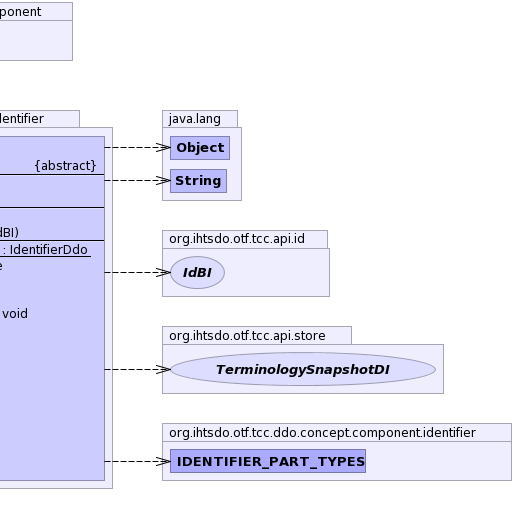 ponent
dentifier
{abstract}
dBI)
: IdentifierDdo
e
void
java.lang
Object
String
org.ihtsdo.otf.tcc.api.id
IdBI
org.ihtsdo.otf.tcc.api.store
TerminologySnapshotDI
org.ihtsdo.otf.tcc.ddo.concept.component.identifier
IDENTIFIER_PART_TYPES